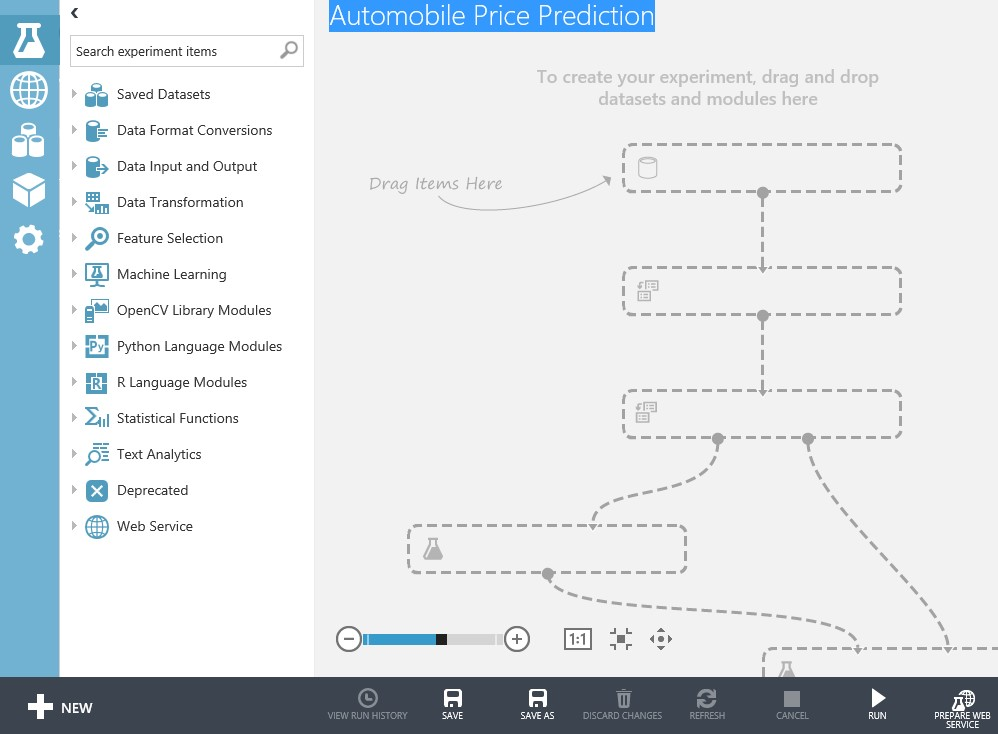 Automobile Price Prediction
Search experiment items
Saved Datasets
Data Format Conversions
Data Input and Output
Data Transformation
Feature Selection
Machine Learning
OpenCV Library Modules
Py
Python Language Modules
R
R Language Modules
Statistical Functions
Text Analytics
Deprecated
Web Service
To create your experiment, drag and drop
datasets and modules here
Drag Items Here
1:1
NEW
VIEW RUN HISTORY
SAVE
SAVE AS
DISCARD CHANGES
REFRESH
CANCEL
RUN
PREPARE WEB
SERVICE